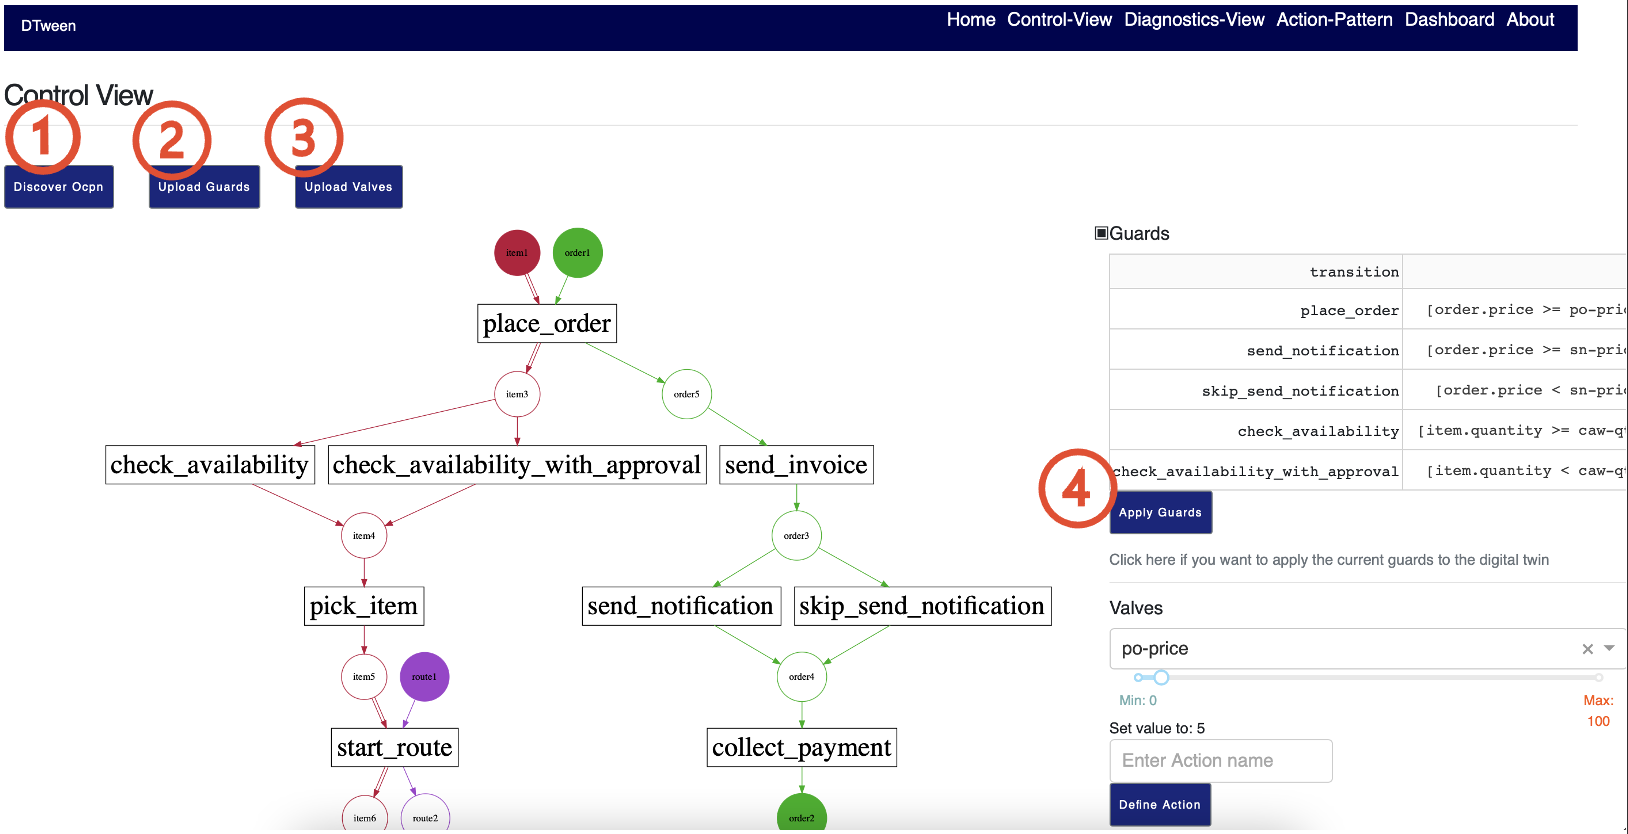 DTween
Home Control-View Diagnostics-View Action-Pattern Dashboard About
Control View
1 2 3
Discover Ocpn Upload Guards Upload Valves
Guards
item1 order1
transition
place_order
place_order [order.price >= po-pri
send_notification [order.price >= sn-pri
item3 order5
skip_send_notification [order.price < sn-pri
check_availability [item.quantity >= caw-q
check_availability check_availability_with_approval send_invoice
check_availability_with_approval [item.quantity < caw-q
4
Apply Guards
item4 order3
Click here if you want to apply the current guards to the digital twin
pick_item send_notification skip_send_notification
Valves
po-price
item5 route1 order4
Min: 0 Max:
100
Set value to: 5
start_route collect_payment
Enter Action name
Define Action
item6 route2 order2